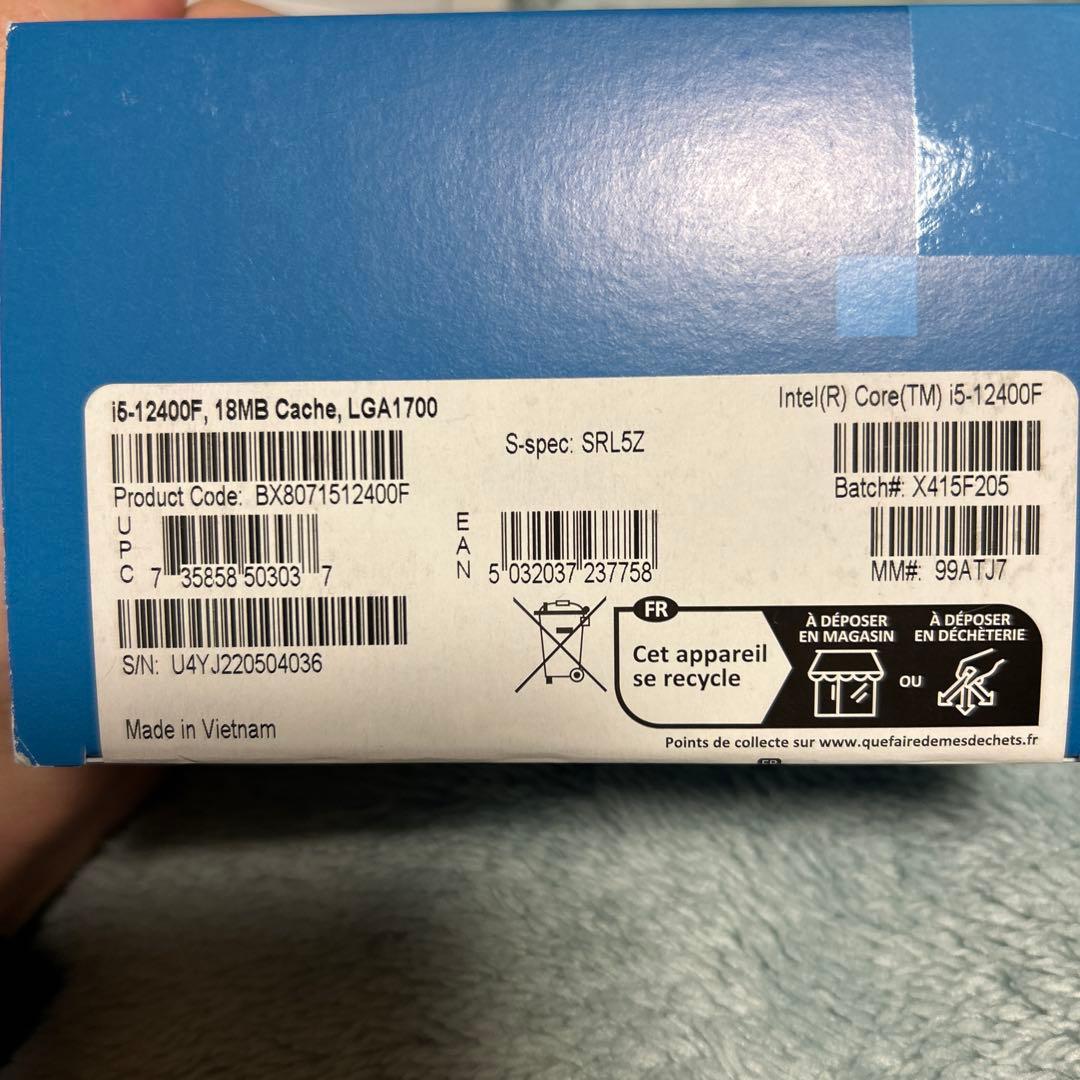 i5-12400F, 18MB Cache, LGA1700
Intel(R) Core(TM) i5-12400F
S-spec: SRL5Z
Product Code: BX8071512400F
Batch#: X415F205
UPC 7 35858 50303 7
EAN 5 032037 237758
MM#: 99ATJ7
S/N: U4YJ220504036
Made in Vietnam
FR
Cet appareil
se recycle
À DÉPOSER
EN MAGASIN
OU
À DÉPOSER
EN DÉCHÈTERIE
Points de collecte sur www.quefairedemesdechets.fr